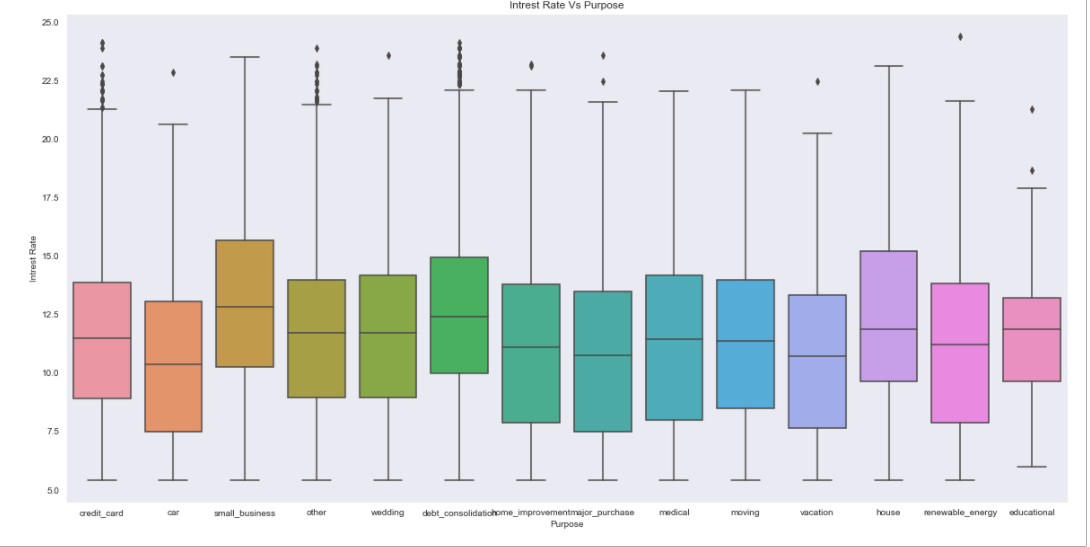 Intrest Rate Vs Purpose
25.0
22.5
20.0
17.5
15.0
12.5
10.0
7.5
5.0
Intrest Rate
credit_card car small_business other wedding debt_consolidation home_improvement major_purchase medical moving vacation house renewable_energy educational
Purpose